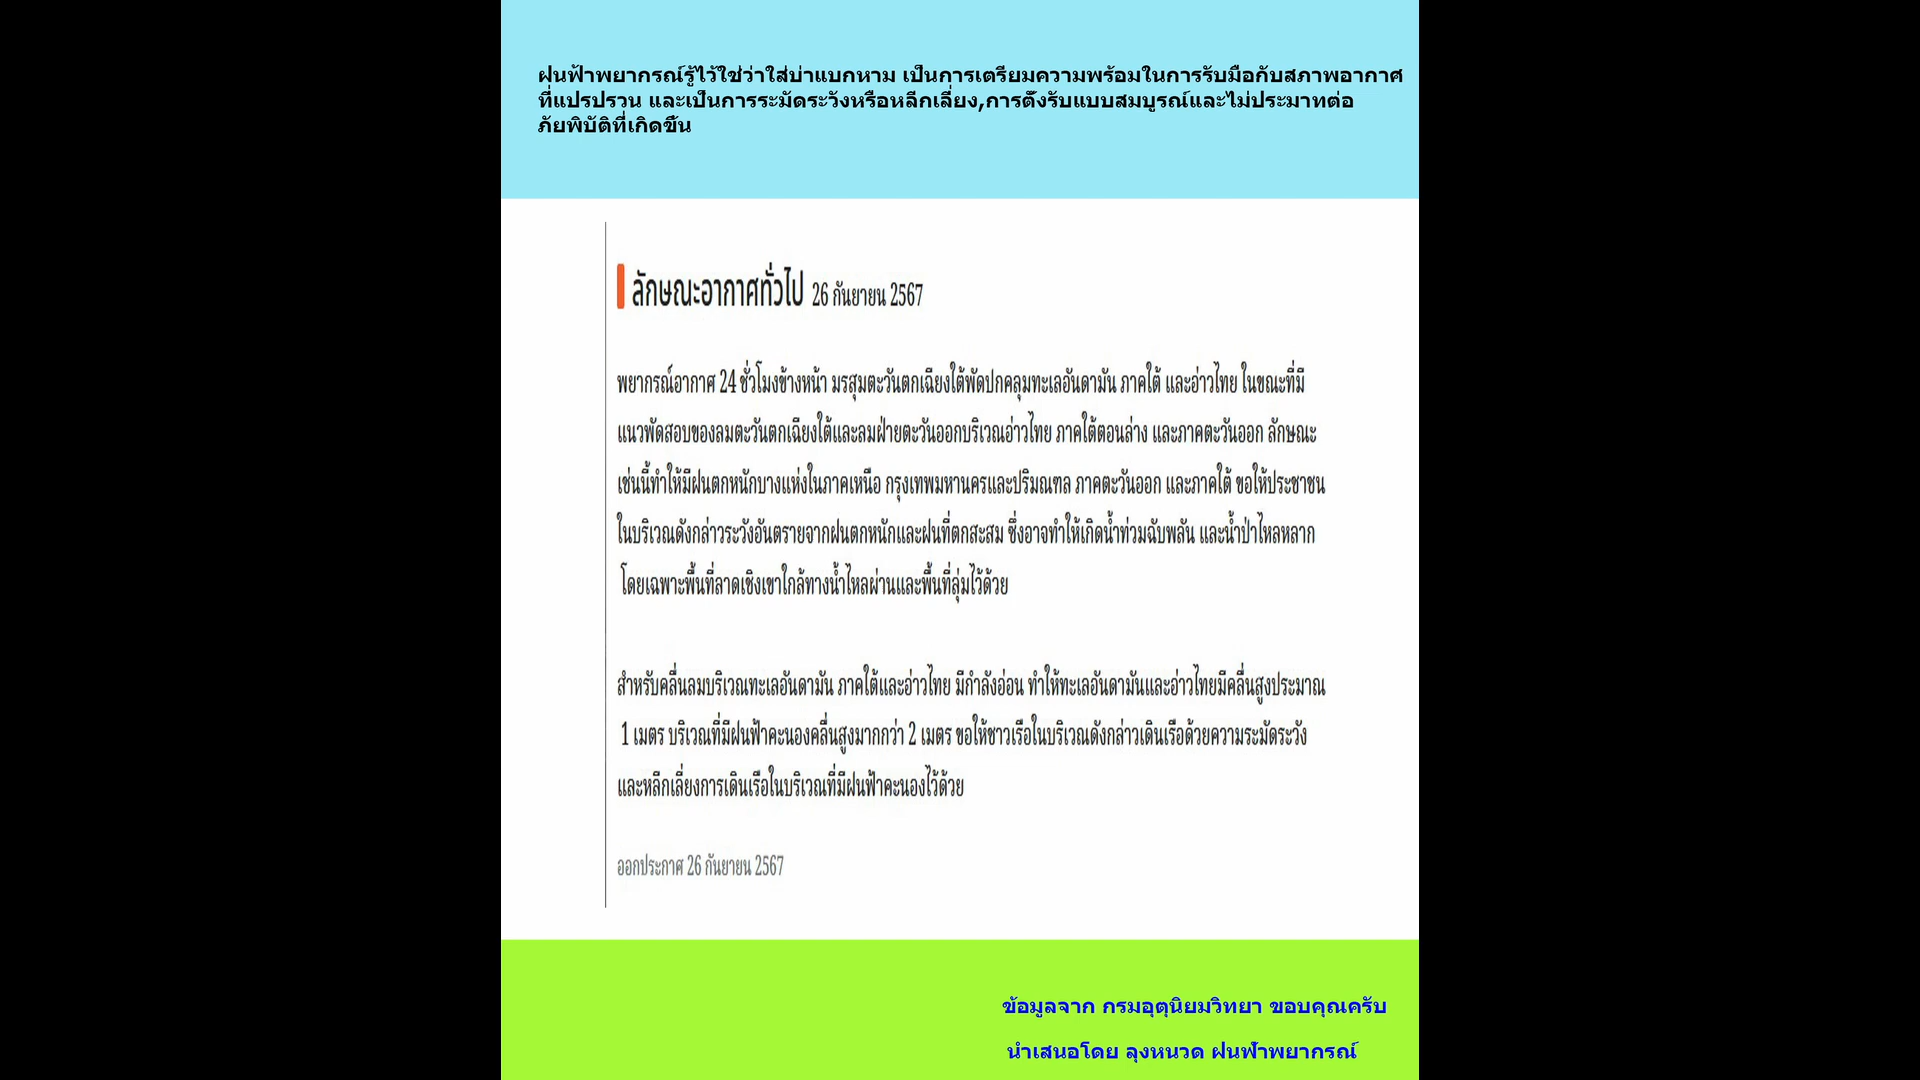 ฝนฟ้าพยากรณ์รู้ไว้ใช่ว่าใส่บ่าแบกหาม เป็นการเตรียมความพร้อมในการรับมือกับสภาพอากาศ
ที่แปรปรวน และเป็นการระมัดระวังหรือหลีกเลี่ยง,การตั้งรับแบบสมบูรณ์และไม่ประมาทต่อ
ภัยพิบัติที่เกิดขึ้น
ลักษณะอากาศทั่วไป 26 กันยายน 2567
พยากรณ์อากาศ 24 ชั่วโมงข้างหน้า มรสุมตะวันตกเฉียงใต้พัดปกคลุมทะเลอันดามัน ภาคใต้ และอ่าวไทย ในขณะที่มี
แนวพัดสอบของลมตะวันตกเฉียงใต้และลมฝ่ายตะวันออกบริเวณอ่าวไทย ภาคใต้ตอนล่าง และภาคตะวันออก ลักษณะ
เช่นนี้ทำให้มีฝนตกหนักบางแห่งในภาคเหนือ กรุงเทพมหานครและปริมณฑล ภาคตะวันออก และภาคใต้ ขอให้ประชาชน
ในบริเวณดังกล่าวระวังอันตรายจากฝนตกหนักและฝนที่ตกสะสม ซึ่งอาจทำให้เกิดน้ำท่วมฉับพลัน และน้ำป่าไหลหลาก
โดยเฉพาะพื้นที่ลาดเชิงเขาใกล้ทางน้ำไหลผ่านและพื้นที่ลุ่มไว้ด้วย
สำหรับคลื่นลมบริเวณทะเลอันดามัน ภาคใต้และอ่าวไทย มีกำลังอ่อน ทำให้ทะเลอันดามันและอ่าวไทยมีคลื่นสูงประมาณ
1 เมตร บริเวณที่มีฝนฟ้าคะนองคลื่นสูงมากกว่า 2 เมตร ขอให้ชาวเรือในบริเวณดังกล่าวเดินเรือด้วยความระมัดระวัง
และหลีกเลี่ยงการเดินเรือในบริเวณที่มีฝนฟ้าคะนองไว้ด้วย
ออกประกาศ 26 กันยายน 2567
ข้อมูลจาก กรมอุตุนิยมวิทยา ขอบคุณครับ
นำเสนอโดย ลุงหนวด ฝนฟ้าพยากรณ์